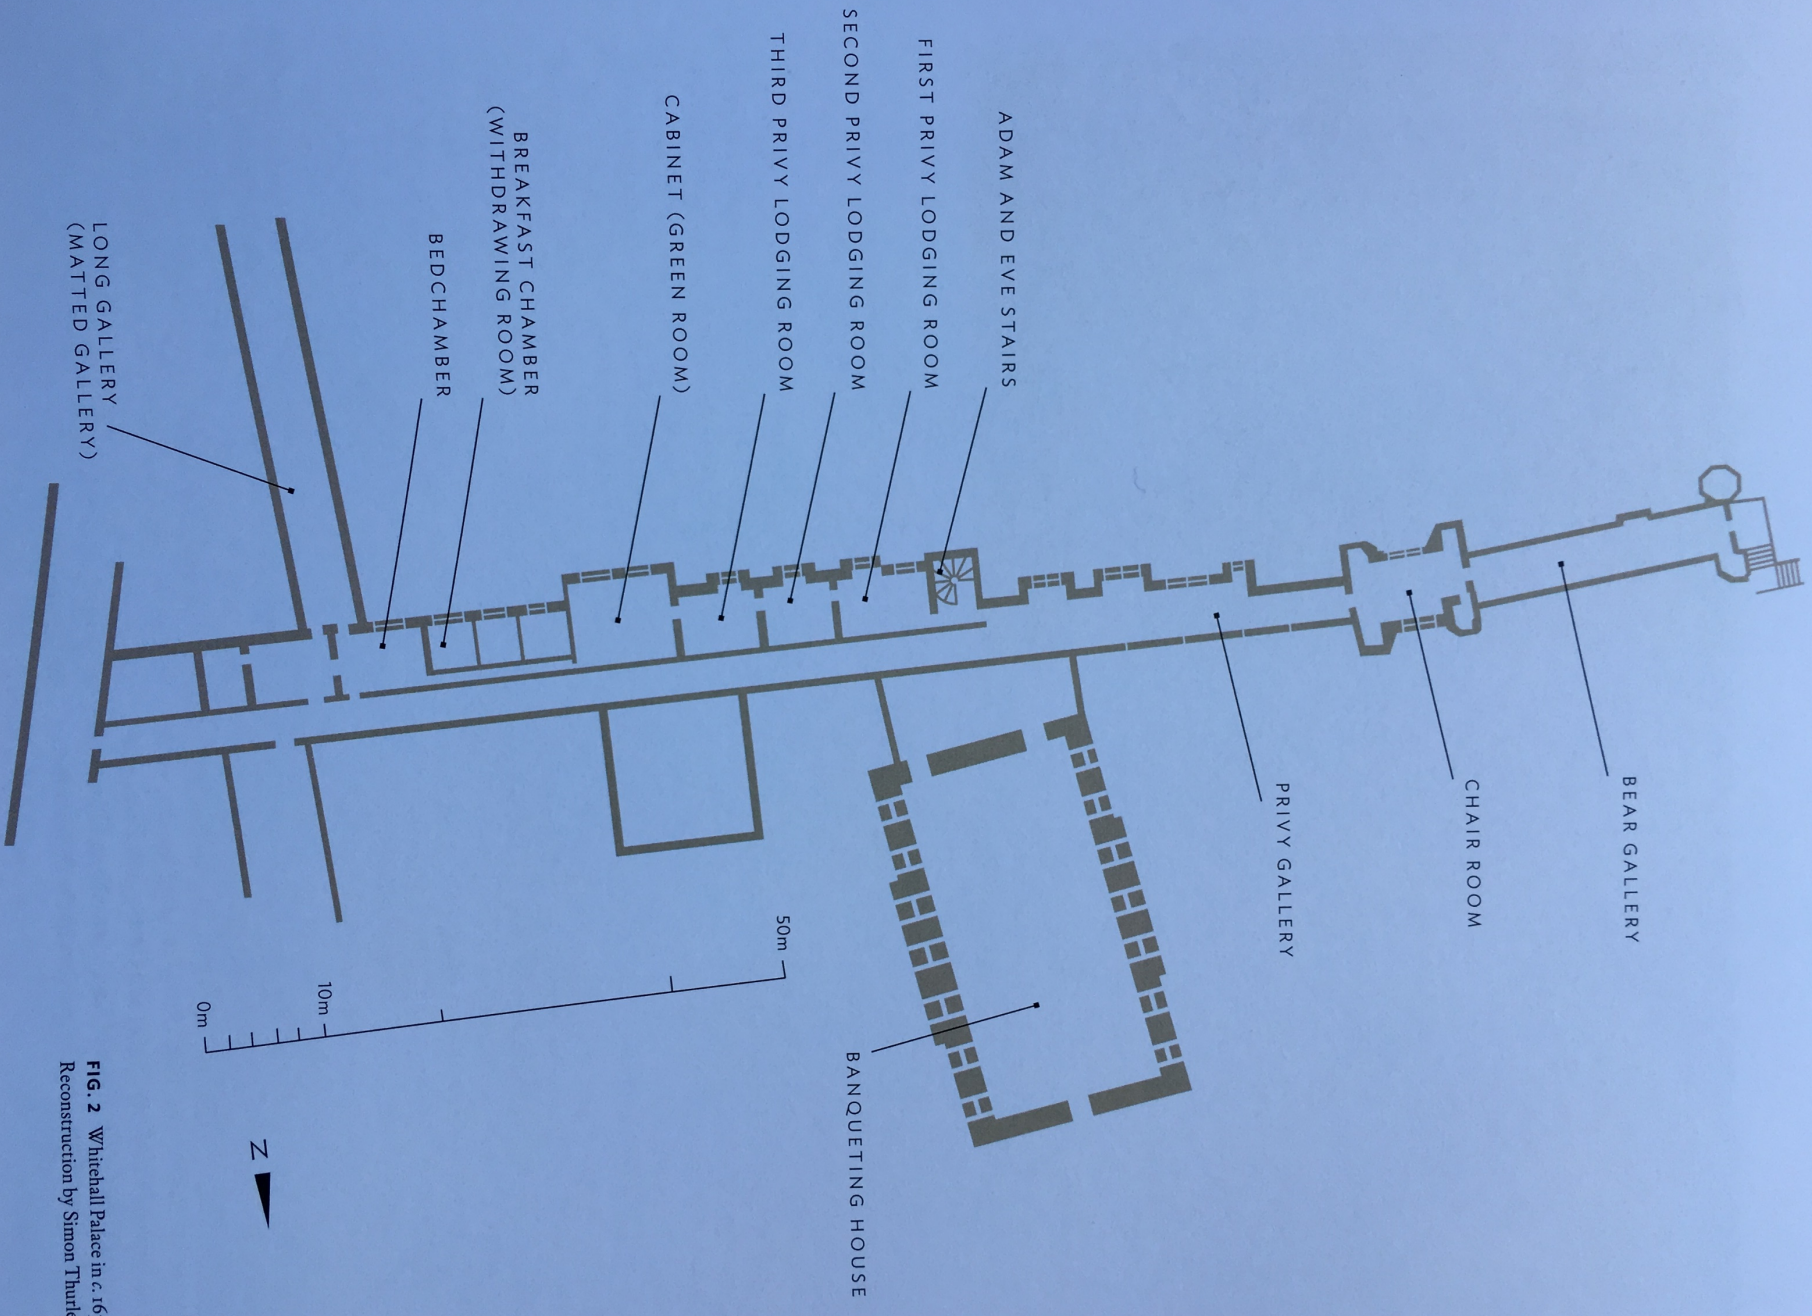 ADAM AND EVE STAIRS
FIRST PRIVY LODGING ROOM
SECOND PRIVY LODGING ROOM
THIRD PRIVY LODGING ROOM
CABINET (GREEN ROOM)
BREAKFAST CHAMBER
(WITHDRAWING ROOM)
BEDCHAMBER
LONG GALLERY
(MATTED GALLERY)
BEAR GALLERY
CHAIR ROOM
PRIVY GALLERY
BANQUETING HOUSE
50m
10m
0m
N
FIG. 2 Whitehall Palace in c. 16
Reconstruction by Simon Thurl